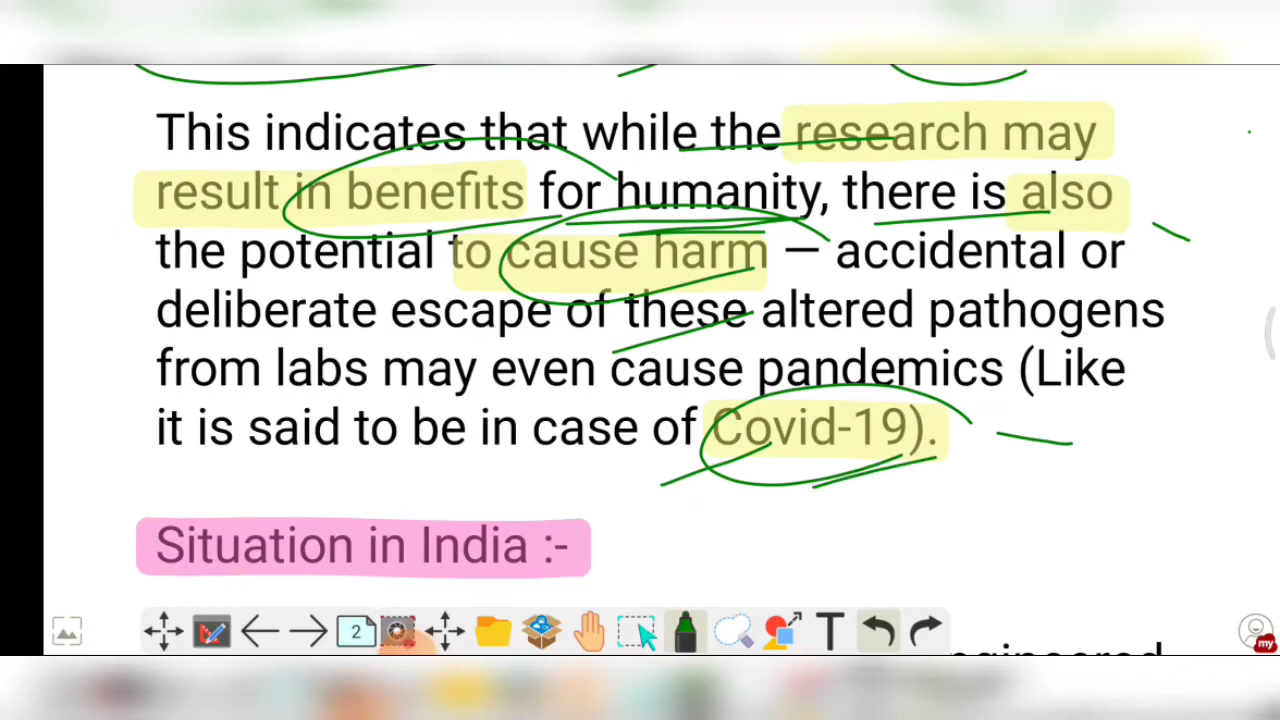 This indicates that while the research may
result in benefits for humanity, there is also
the potential to cause harm — accidental or
deliberate escape of these altered pathogens
from labs may even cause pandemics (Like
it is said to be in case of Covid-19).
Situation in India :-
2
T
my